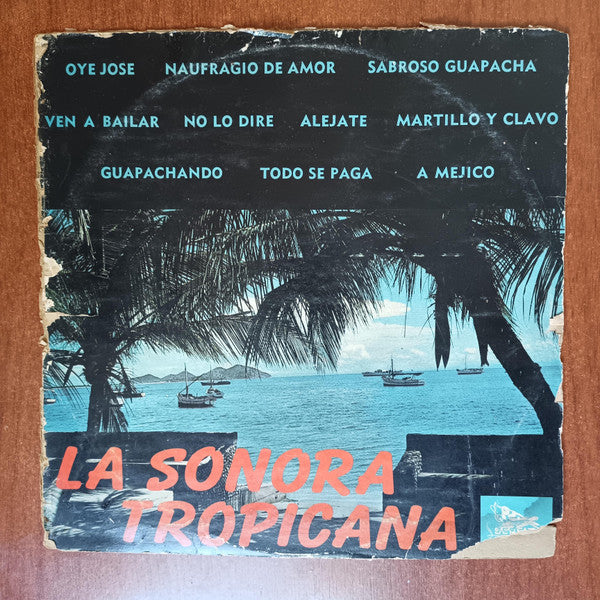 OYE JOSE NAUFRAGIO DE AMOR SABROSO GUAPACHA
VEN A BAILAR NO LO DIRE ALEJATE MARTILLO Y CLAVO
GUAPACHANDO TODO SE PAGA A MEJICO
LA SONORA
TROPICANA